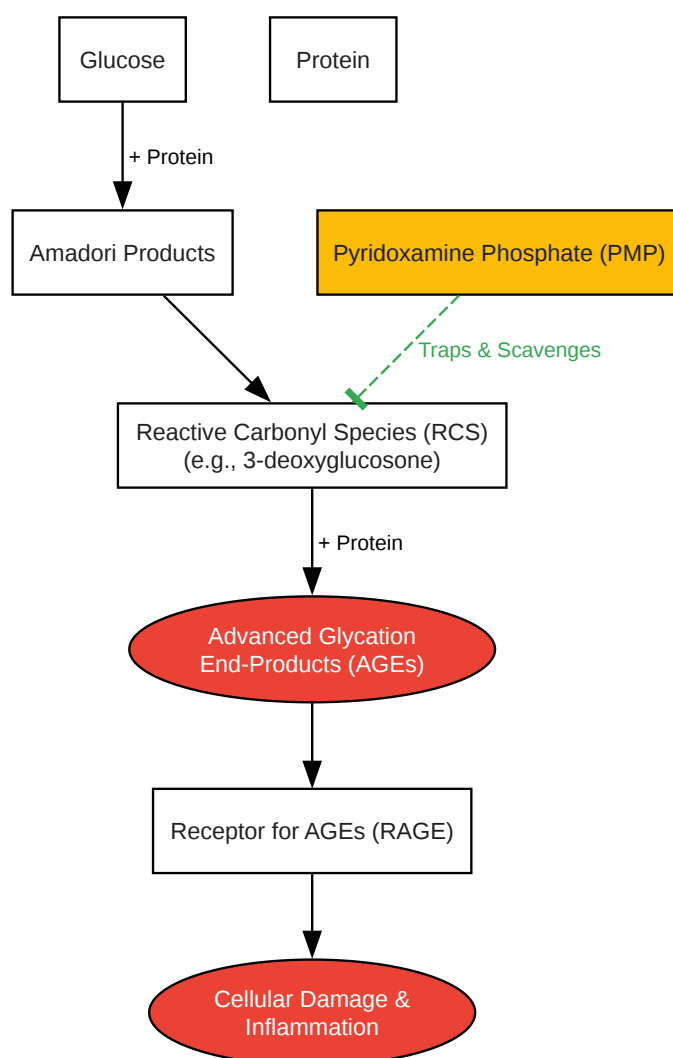 Glucose
Protein
+ Protein
Amadori Products
Pyridoxamine Phosphate (PMP)
Traps & Scavenges
Reactive Carbonyl Species (RCS)
(e.g., 3-deoxyglucosone)
+ Protein
Advanced Glycation
End-Products (AGEs)
Receptor for AGEs (RAGE)
Cellular Damage &
Inflammation